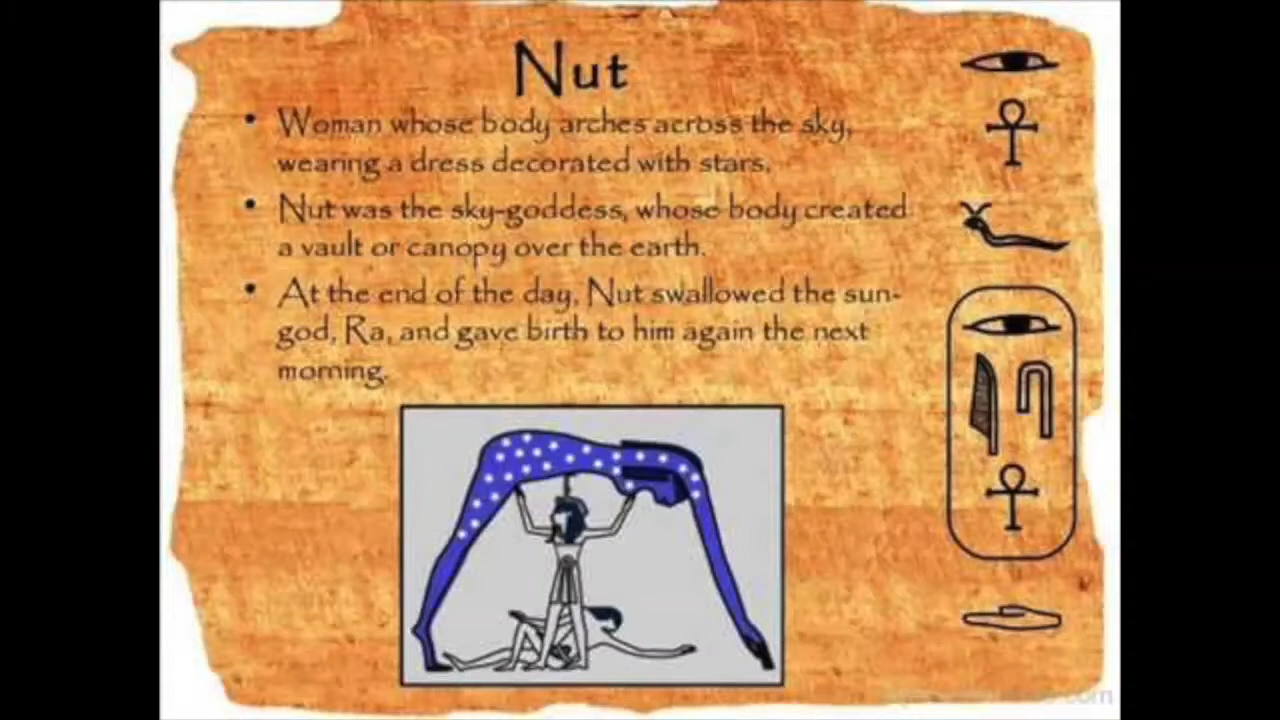 Nut
• Woman whose body arches across the sky,
wearing a dress decorated with stars.
• Nut was the sky-goddess, whose body created
a vault or canopy over the earth.
• At the end of the day, Nut swallowed the sun-
god, Ra, and gave birth to him again the next
morning.